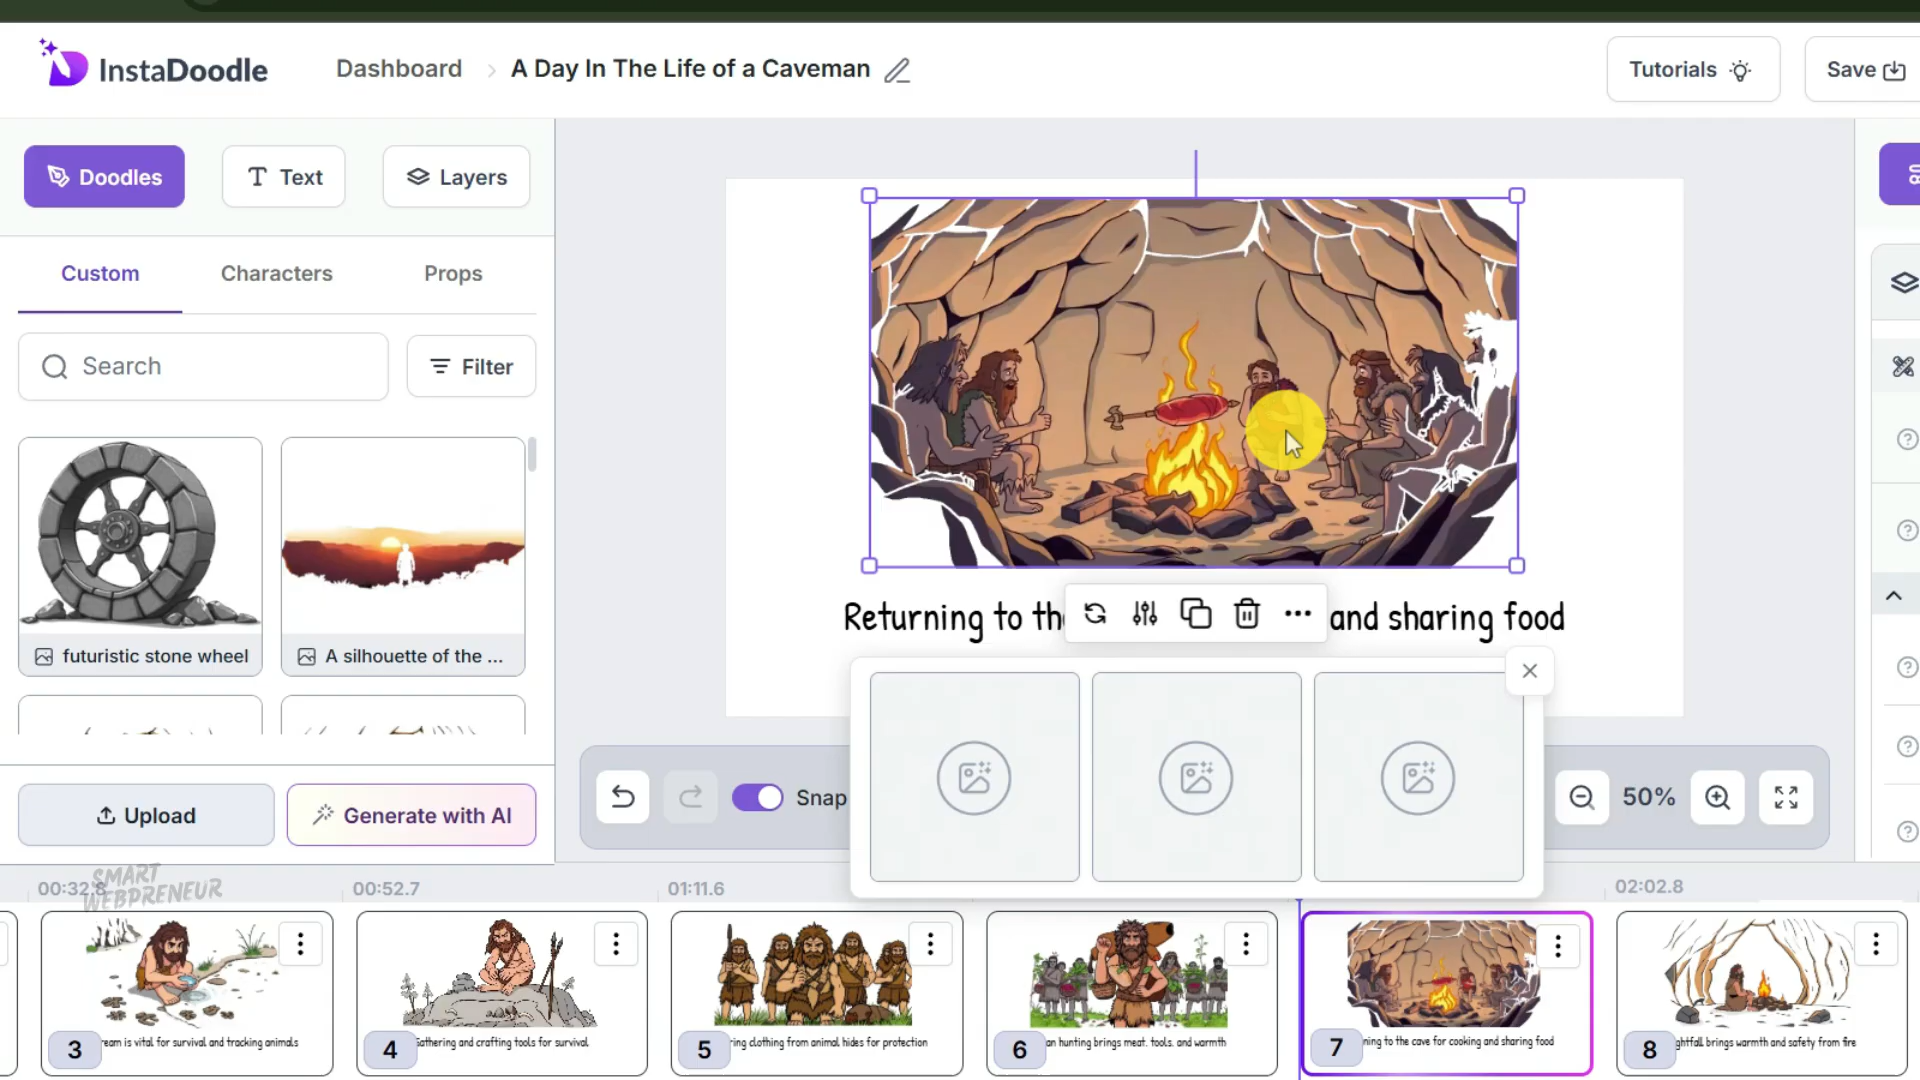 InstaDoodle
Dashboard
A Day In The Life of a Caveman
Tutorials
Save
Doodles
Text
Layers
Custom
Characters
Props
Search
Filter
futuristic stone wheel
A silhouette of the ...
Upload
Generate with AI
Returning to th
and sharing food
Snap
50%
00:32.8
00:52.7
01:11.6
02:02.8
SMART
WEBPRENEUR
3
ream is vital for survival and tracking animals
4
Gathering and crafting tools for survival
5
ring clothing from animal hides for protection
6
an hunting brings meat, tools, and warmth
7
ning to the cave for cooking and sharing food
8
ghtfall brings warmth and safety from fire